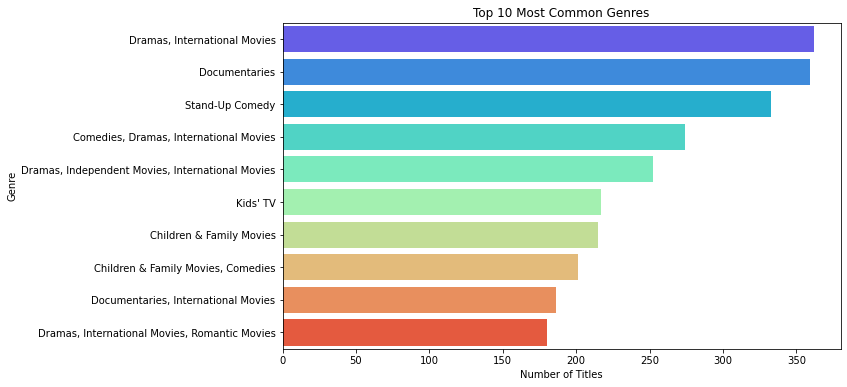 Top 10 Most Common Genres
Genre
Dramas, International Movies
Documentaries
Stand-Up Comedy
Comedies, Dramas, International Movies
Dramas, Independent Movies, International Movies
Kids' TV
Children & Family Movies
Children & Family Movies, Comedies
Documentaries, International Movies
Dramas, International Movies, Romantic Movies
0 50 100 150 200 250 300 350
Number of Titles